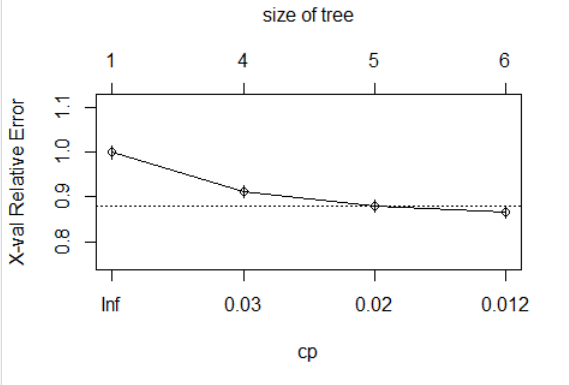 size of tree
1 4 5 6
X-val Relative Error
1.1
1.0
0.9
0.8
Inf 0.03 0.02 0.012
cp